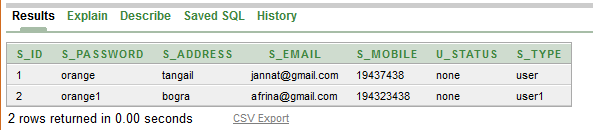 Results Explain Describe Saved SQL History
S_ID S_PASSWORD S_ADDRESS S_EMAIL S_MOBILE U_STATUS S_TYPE
1 orange tangail jannat@gmail.com 19437438 none user
2 orange1 bogra afrina@gmail.com 194323438 none user1
2 rows returned in 0.00 seconds CSV Export